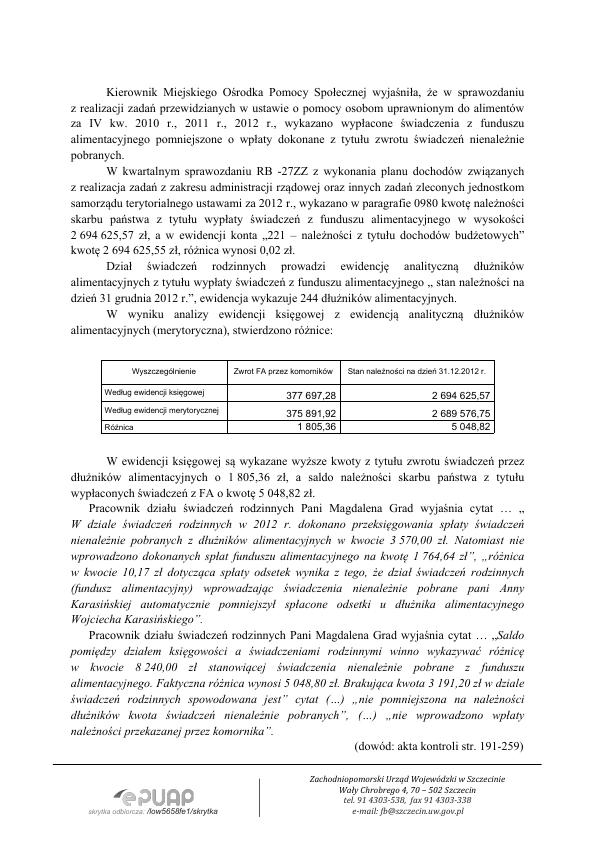 Kierownik Miejskiego Ośrodka Pomocy Społecznej wyjaśniła, że w sprawozdaniu
z realizacji zadań przewidzianych w ustawie o pomocy osobom uprawnionym do alimentów
za IV kw. 2010 r., 2011 r., 2012 r., wykazano wypłacone świadczenia z funduszu
alimentacyjnego pomniejszone o wpłaty dokonane z tytułu zwrotu świadczeń nienależnie
pobranych.
W kwartalnym sprawozdaniu RB -27ZZ z wykonania planu dochodów związanych
z realizacja zadań z zakresu administracji rządowej oraz innych zadań zleconych jednostkom
samorządu terytorialnego ustawami za 2012 r., wykazano w paragrafie 0980 kwotę należności
skarbu państwa z tytułu wypłaty świadczeń z funduszu alimentacyjnego w wysokości
2 694 625,57 zł, a w ewidencji konta „221 – należności z tytułu dochodów budżetowych”
kwotę 2 694 625,55 zł, różnica wynosi 0,02 zł.
Dział świadczeń rodzinnych prowadzi ewidencję analityczną dłużników
alimentacyjnych z tytułu wypłaty świadczeń z funduszu alimentacyjnego „ stan należności na
dzień 31 grudnia 2012 r.”, ewidencja wykazuje 244 dłużników alimentacyjnych.
W wyniku analizy ewidencji księgowej z ewidencją analityczną dłużników
alimentacyjnych (merytoryczna), stwierdzono różnice:
Wyszczególnienie Zwrot FA przez komorników Stan należności na dzień 31.12.2012 r.
Według ewidencji księgowej 377 697,28 2 694 625,57
Według ewidencji merytorycznej 375 891,92 2 689 576,75
Różnica 1 805,36 5 048,82
W ewidencji księgowej są wykazane wyższe kwoty z tytułu zwrotu świadczeń przez
dłużników alimentacyjnych o 1 805,36 zł, a saldo należności skarbu państwa z tytułu
wypłaconych świadczeń z FA o kwotę 5 048,82 zł.
Pracownik działu świadczeń rodzinnych Pani Magdalena Grad wyjaśnia cytat … „
W dziale świadczeń rodzinnych w 2012 r. dokonano przeksięgowania spłaty świadczeń
nienależnie pobranych z dłużników alimentacyjnych w kwocie 3 570,00 zł. Natomiast nie
wprowadzono dokonanych spłat funduszu alimentacyjnego na kwotę 1 764,64 zł”, „różnica
w kwocie 10,17 zł dotycząca spłaty odsetek wynika z tego, że dział świadczeń rodzinnych
(fundusz alimentacyjny) wprowadzając świadczenia nienależnie pobrane pani Anny
Karasińskiej automatycznie pomniejszył spłacone odsetki u dłużnika alimentacyjnego
Wojciecha Karasińskiego”.
Pracownik działu świadczeń rodzinnych Pani Magdalena Grad wyjaśnia cytat … „Saldo
pomiędzy działem księgowości a świadczeniami rodzinnymi winno wykazywać różnicę
w kwocie 8 240,00 zł stanowiącej świadczenia nienależnie pobrane z funduszu
alimentacyjnego. Faktyczna różnica wynosi 5 048,80 zł. Brakująca kwota 3 191,20 zł w dziale
świadczeń rodzinnych spowodowana jest” cytat (…) „nie pomniejszona na należności
dłużników kwota świadczeń nienależnie pobranych”, (…) „nie wprowadzono wpłaty
należności przekazanej przez komornika”.
(dowód: akta kontroli str. 191-259)
ePUAP
skrytka odbiorcza: /low5658fe1/skrytka
Zachodniopomorski Urząd Wojewódzki w Szczecinie
Wały Chrobrego 4, 70 – 502 Szczecin
tel. 91 4303-538, fax 91 4303-338
e-mail: fb@szczecin.uw.gov.pl